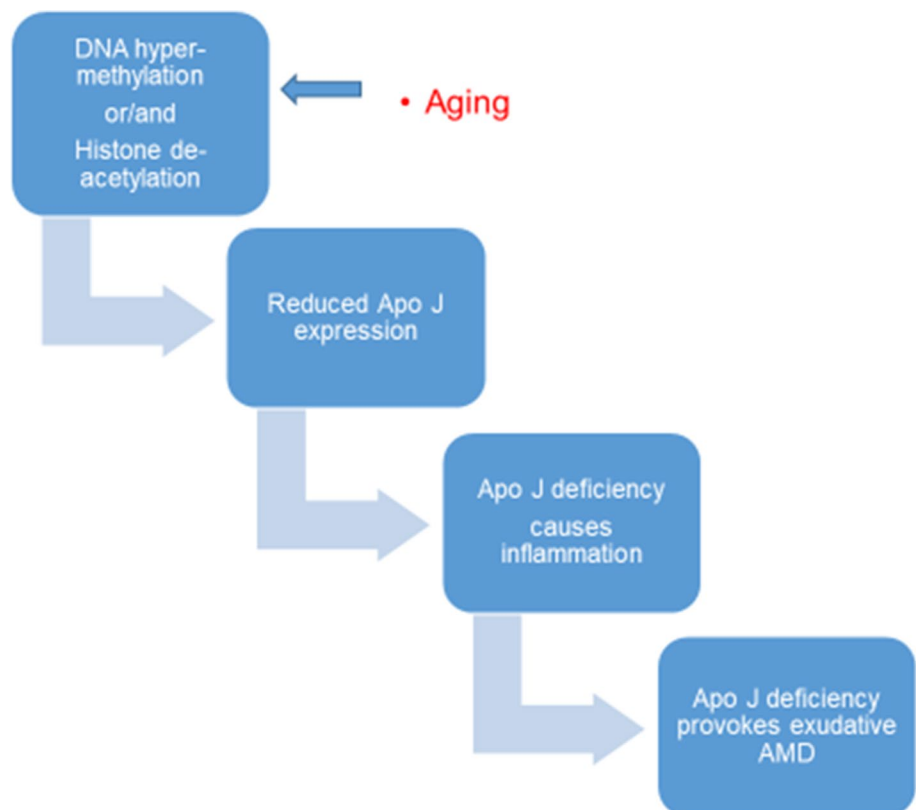 DNA hyper-
methylation
or/and
Histone de-
acetylation
• Aging
Reduced Apo J
expression
Apo J deficiency
causes
inflammation
Apo J deficiency
provokes exudative
AMD